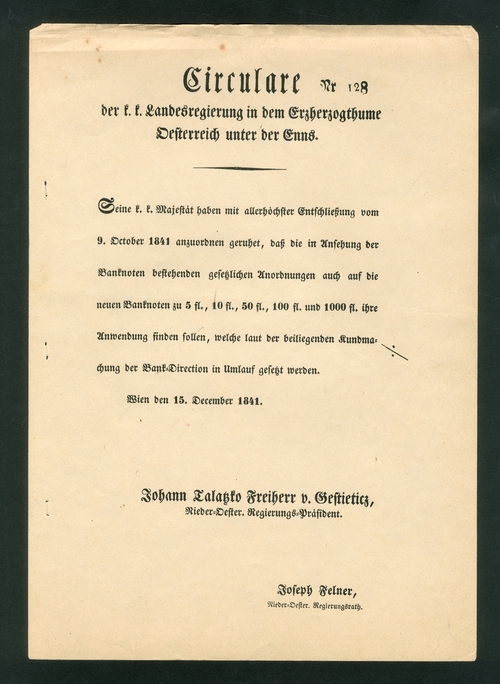 Circulare Nr 128
der k. k. Landesregierung in dem Erzherzogthume
Oesterreich unter der Enns.
Seine k. k. Majestät haben mit allerhöchster Entschließung vom
9. October 1841 anzuordnen geruhet, daß die in Ansehung der
Banknoten bestehenden gesetzlichen Anordnungen auch auf die
neuen Banknoten zu 5 fl., 10 fl., 50 fl., 100 fl. und 1000 fl. ihre
Anwendung finden sollen, welche laut der beiliegenden Kundma-
chung der Bank-Direction in Umlauf gesetzt werden.
Wien den 15. December 1841.
Johann Talatzko Freiherr v. Gestieticz,
Nieder-Oester. Regierungs-Präsident.
Joseph Felner,
Nieder-Oester. Regierungsrath.